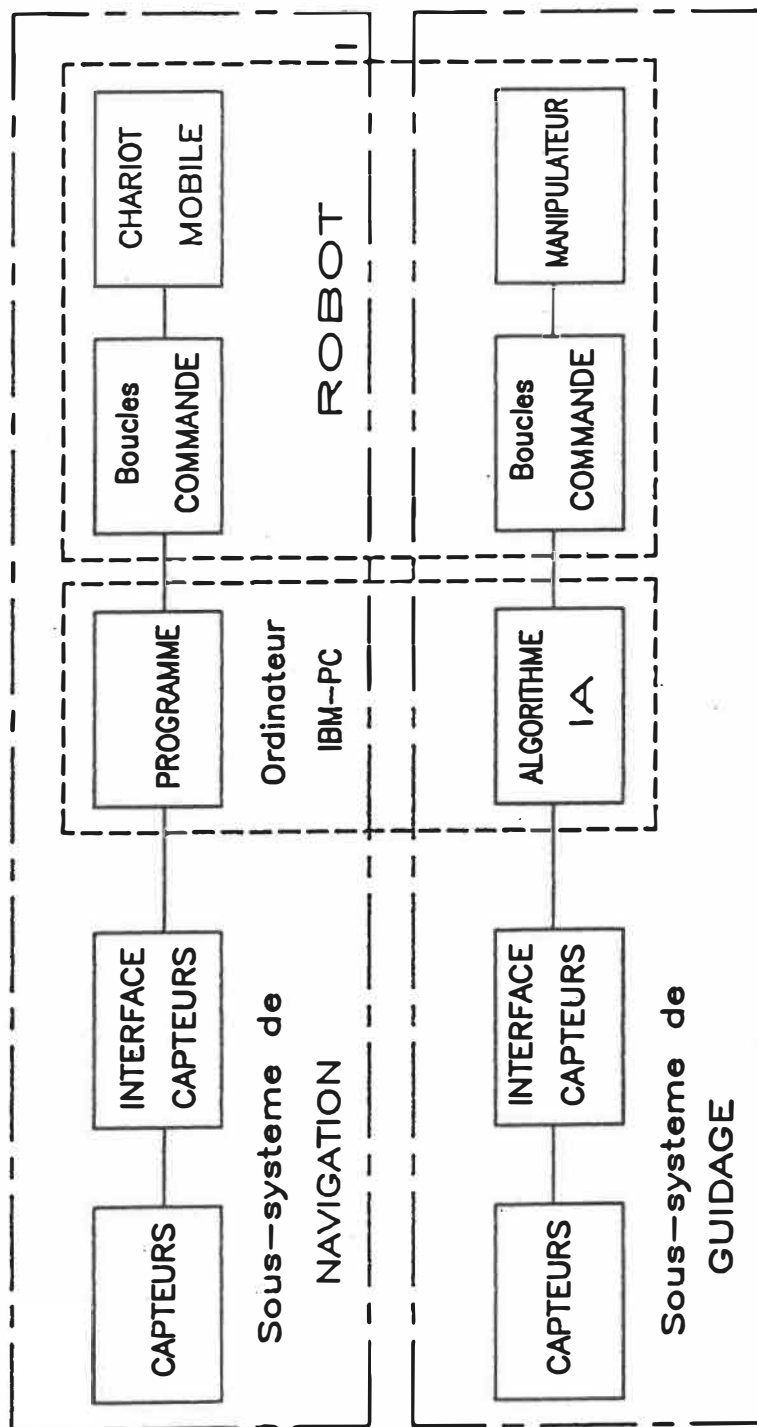 CAPTEURS
INTERFACE
CAPTEURS
PROGRAMME
Boucles
COMMANDE
CHARIOT
MOBILE
Sous-systeme de
NAVIGATION
Ordinateur
IBM-PC
ROBOT
CAPTEURS
INTERFACE
CAPTEURS
ALGORITHME
IA
Boucles
COMMANDE
MANIPULATEUR
Sous-systeme de
GUIDAGE